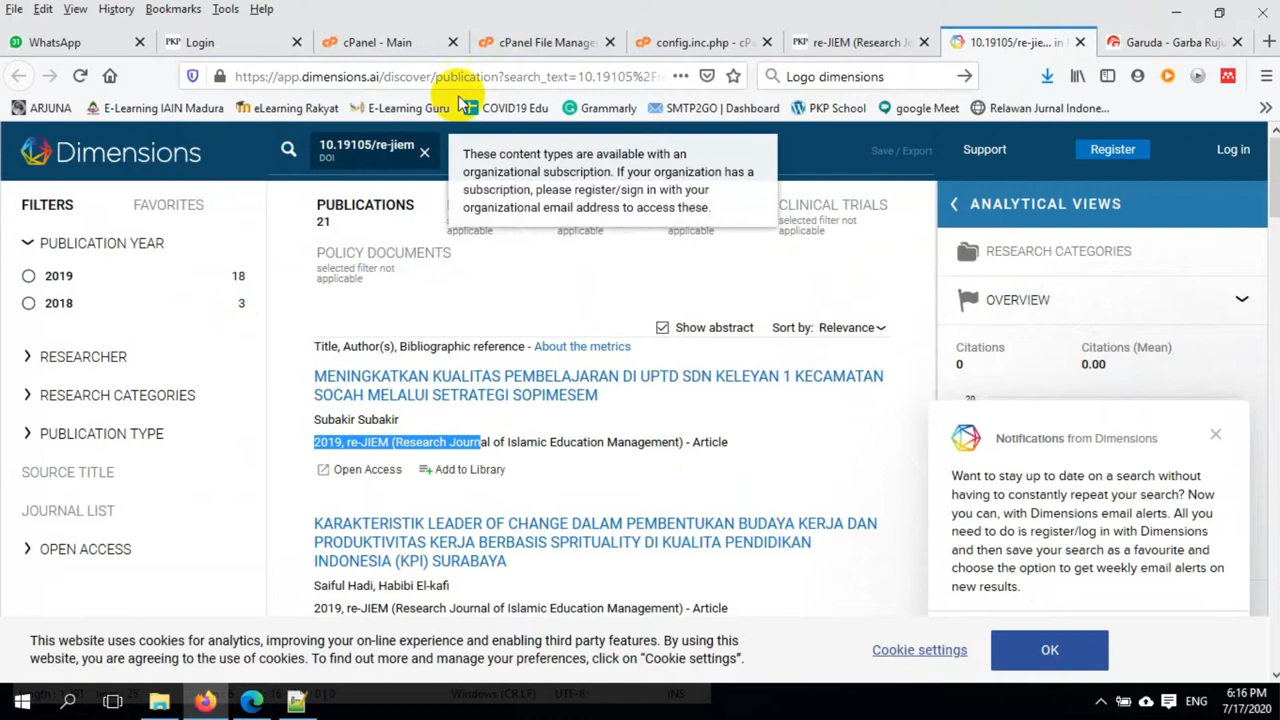 File Edit View History Bookmarks Tools Help
WhatsApp
PKP Login
cPanel - Main
cPanel File Manage
config.inc.php - cP
PKP re-JIEM (Research J
10.19105/re-jie... in
Garuda - Garba Ruju
https://app.dimensions.ai/discover/publication?search_text=10.19105%2Fr
Logo dimensions
ARJUNA
E-Learning IAIN Madura
eLearning Rakyat
E-Learning Guru
COVID19 Edu
Grammarly
SMTP2GO | Dashboard
PKP School
google Meet
Relawan Jurnal Indone...
Dimensions
10.19105/re-jiem
DOI
Save / Export
Support
Register
Log in
These content types are available with an
organizational subscription. If your organization has a
subscription, please register/sign in with your
organizational email address to access these.
FILTERS
FAVORITES
PUBLICATION YEAR
2019 18
2018 3
RESEARCHER
RESEARCH CATEGORIES
PUBLICATION TYPE
SOURCE TITLE
JOURNAL LIST
OPEN ACCESS
PUBLICATIONS
21
applicable
applicable
applicable
CLINICAL TRIALS
selected filter not
applicable
POLICY DOCUMENTS
selected filter not
applicable
Show abstract
Sort by: Relevance
Title, Author(s), Bibliographic reference - About the metrics
MENINGKATKAN KUALITAS PEMBELAJARAN DI UPTD SDN KELEYAN 1 KECAMATAN
SOCAH MELALUI SETRATEGI SOPIMESEM
Subakir Subakir
2019, re-JIEM (Research Journal of Islamic Education Management) - Article
Open Access
Add to Library
KARAKTERISTIK LEADER OF CHANGE DALAM PEMBENTUKAN BUDAYA KERJA DAN
PRODUKTIVITAS KERJA BERBASIS SPRITUALITY DI KUALITA PENDIDIKAN
INDONESIA (KPI) SURABAYA
Saiful Hadi, Habibi El-kafi
2019, re-JIEM (Research Journal of Islamic Education Management) - Article
ANALYTICAL VIEWS
RESEARCH CATEGORIES
OVERVIEW
Citations
0
Citations (Mean)
0.00
20
Notifications from Dimensions
Want to stay up to date on a search without
having to constantly repeat your search? Now
you can, with Dimensions email alerts. All you
need to do is register/log in with Dimensions
and then save your search as a favourite and
choose the option to get weekly email alerts on
new results.
This website uses cookies for analytics, improving your on-line experience and enabling third party features. By using this
website, you are agreeing to the use of cookies. To find out more and manage your preferences, click on "Cookie settings".
Cookie settings
OK
Windows (CR LF)
UTF-8
INS
ENG
6:16 PM
7/17/2020